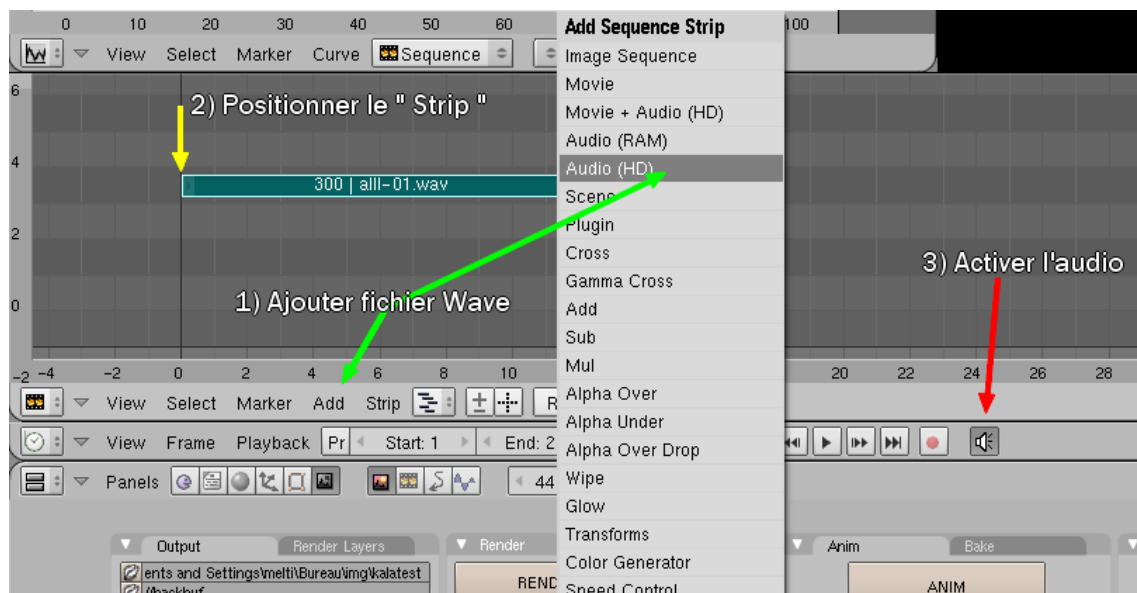 0 10 20 30 40 50 60 100
View Select Marker Curve Sequence
Add Sequence Strip
Image Sequence
Movie
Movie + Audio (HD)
Audio (RAM)
Audio (HD)
Scene
Plugin
Cross
Gamma Cross
Add
Sub
Mul
Alpha Over
Alpha Under
Alpha Over Drop
Wipe
Glow
Transforms
Color Generator
Speed Control
6
2) Positionner le " Strip "
4
300 | alll-01.wav
2
3) Activer l'audio
1) Ajouter fichier Wave
0
-2 -4 -2 0 2 4 6 8 10 20 22 24 26 28
View Select Marker Add Strip R
View Frame Playback Pr Start: 1 End: 2
Panels 44
Output Render Layers Render Anim Bake
ents and Settings\melti\Bureau\img\kalatest
REND ANIM
//backbuf